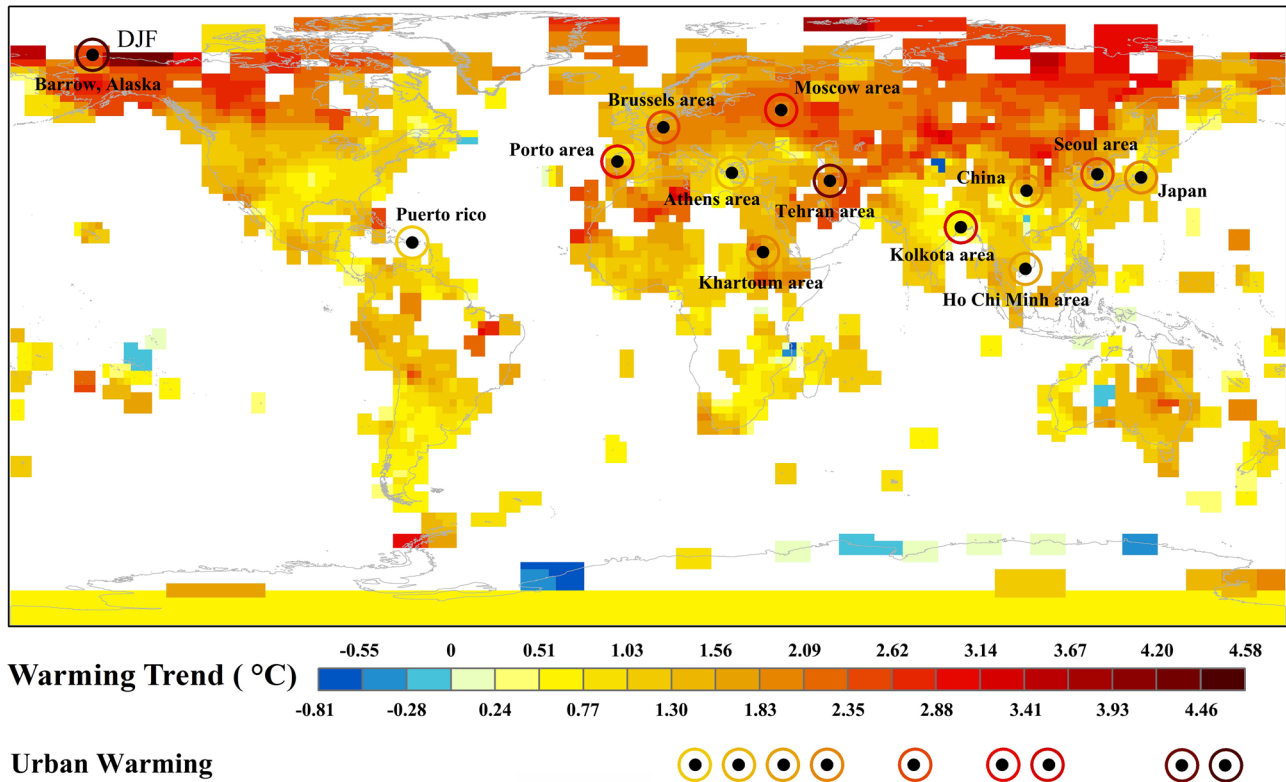 DJF
Barrow, Alaska
Moscow area
Brussels area
Porto area
Seoul area
China
Japan
Athens area
Tehran area
Puerto rico
Kolkota area
Khartoum area
Ho Chi Minh area
-0.55 0 0.51 1.03 1.56 2.09 2.62 3.14 3.67 4.20 4.58
Warming Trend ( °C)
-0.81 -0.28 0.24 0.77 1.30 1.83 2.35 2.88 3.41 3.93 4.46
Urban Warming